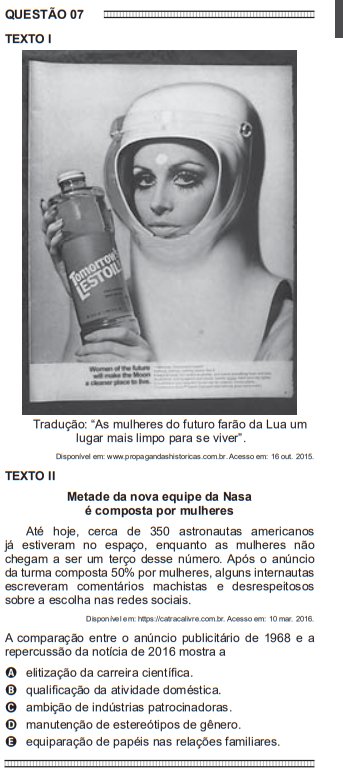 QUESTÃO 07
TEXTO I
Tomorrow's
LESTOIL
Women of the future
will make the Moon
a cleaner place to live.
Tradução: “As mulheres do futuro farão da Lua um
lugar mais limpo para se viver”.
Disponível em: www.propagandashistoricas.com.br. Acesso em: 16 out. 2015.
TEXTO II
Metade da nova equipe da Nasa
é composta por mulheres
Até hoje, cerca de 350 astronautas americanos
já estiveram no espaço, enquanto as mulheres não
chegam a ser um terço desse número. Após o anúncio
da turma composta 50% por mulheres, alguns internautas
escreveram comentários machistas e desrespeitosos
sobre a escolha nas redes sociais.
Disponível em: https://catracalivre.com.br. Acesso em: 10 mar. 2016.
A comparação entre o anúncio publicitário de 1968 e a
repercussão da notícia de 2016 mostra a
A elitização da carreira científica.
B qualificação da atividade doméstica.
C ambição de indústrias patrocinadoras.
D manutenção de estereótipos de gênero.
E equiparação de papéis nas relações familiares.